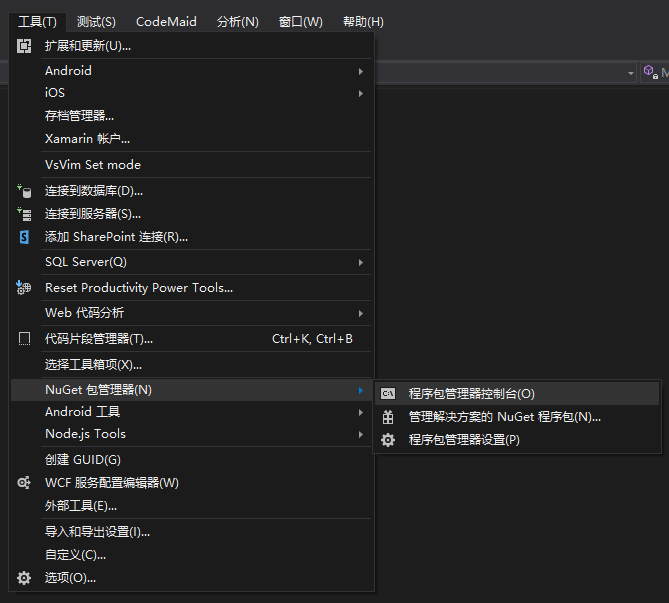 工具(T) 测试(S) CodeMaid 分析(N) 窗口(W) 帮助(H)
扩展和更新(U)...
Android
iOS
存档管理器...
Xamarin 帐户...
VsVim Set mode
连接到数据库(D)...
连接到服务器(S)...
添加 SharePoint 连接(R)...
SQL Server(Q)
Reset Productivity Power Tools...
Web 代码分析
代码片段管理器(T)... Ctrl+K, Ctrl+B
选择工具箱项(X)...
NuGet 包管理器(N)
程序包管理器控制台(O)
管理解决方案的 NuGet 程序包(N)...
程序包管理器设置(P)
Android 工具
Node.js Tools
创建 GUID(G)
WCF 服务配置编辑器(W)
外部工具(E)...
导入和导出设置(I)...
自定义(C)...
选项(O)...